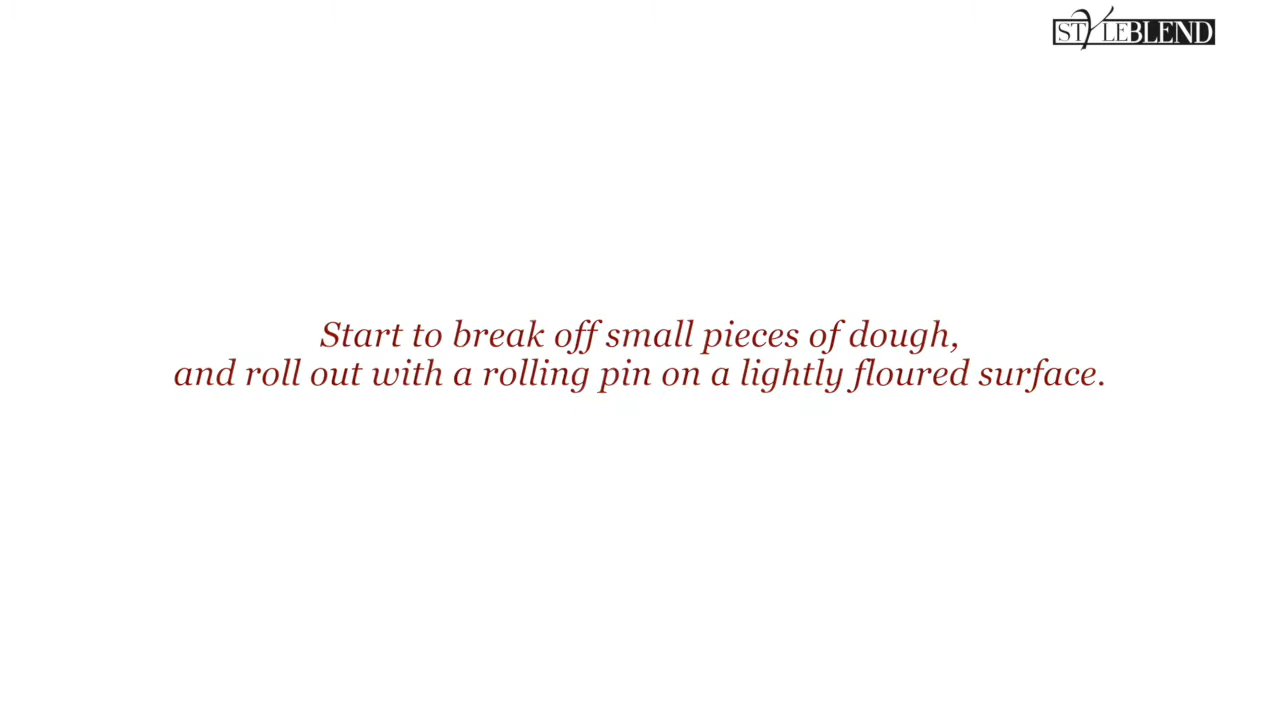 STYLEBLEND
Start to break off small pieces of dough,
and roll out with a rolling pin on a lightly floured surface.